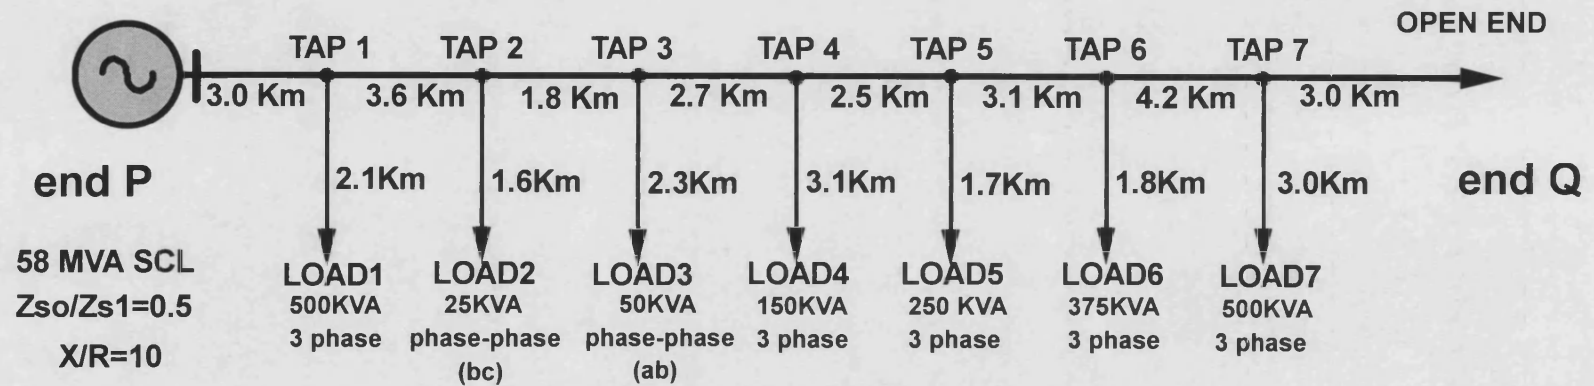 OPEN END
TAP 1 TAP 2 TAP 3 TAP 4 TAP 5 TAP 6 TAP 7
3.0 Km 3.6 Km 1.8 Km 2.7 Km 2.5 Km 3.1 Km 4.2 Km 3.0 Km
end P 2.1Km 1.6Km 2.3Km 3.1Km 1.7Km 1.8Km 3.0Km end Q
58 MVA SCL LOAD1 LOAD2 LOAD3 LOAD4 LOAD5 LOAD6 LOAD7
Zso/Zs1=0.5 500KVA 25KVA 50KVA 150KVA 250 KVA 375KVA 500KVA
3 phase phase-phase phase-phase 3 phase 3 phase 3 phase 3 phase
X/R=10 (bc) (ab)